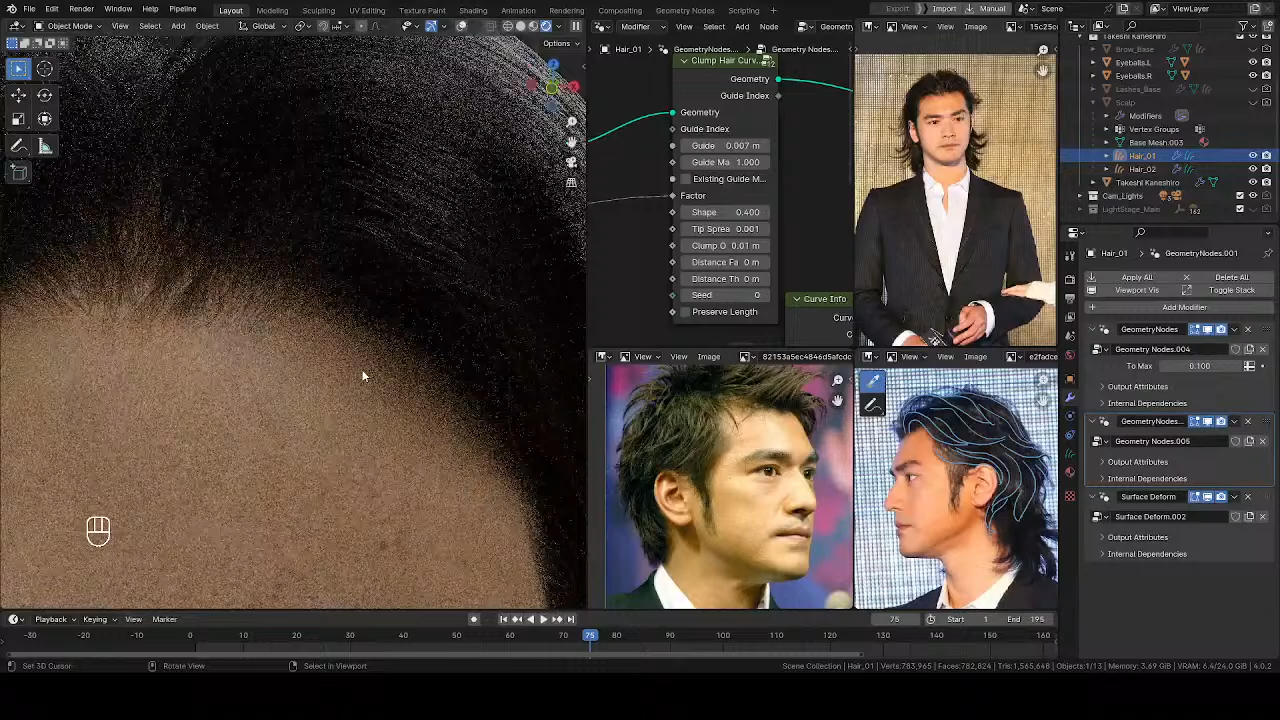 File Edit Render Window Help Pipeline Layout Modeling Sculpting UV Editing Texture Paint Shading Animation Rendering Compositing Geometry Nodes Scripting + Export Import Manual Scene ViewLayer
Object Mode View Select Add Object Global Modifier View Select Add Node Geometry View 15c25c
Options
Hair_01 GeometryNodes.... Geometry Nodes...
Clump Hair Curv...
Geometry
Guide Index
Geometry
Guide Index
Guide 0.007 m
Guide Ma 1.000
Existing Guide M...
Factor
Shape 0.400
Tip Sprea 0.001
Clump O 0.01 m
Distance Fa 0 m
Distance Th 0 m
Seed 0
Preserve Length
Curve Info
View View Image 82153a5ec4846d5afcdc
View View Image e2fadce
Takeshi Kaneshiro
Brow_Base
Eyeballs.L
Eyeballs.R
Lashes_Base
Scalp
Modifiers
Vertex Groups
Base Mesh.003
Hair_01
Hair_02
Takeshi Kaneshiro
Cam_Lights 3
LightStage_Main 162
Hair_01 GeometryNodes.001
Apply All Delete All
Viewport Vis Toggle Stack
Add Modifier
GeometryNodes
Geometry Nodes.004
To Max 0.100
Output Attributes
Internal Dependencies
GeometryNodes...
Geometry Nodes.005
Output Attributes
Internal Dependencies
Surface Deform
Surface Deform.002
Output Attributes
Internal Dependencies
Playback Keying View Marker 75 Start 1 End 195
-30 -20 -10 0 10 20 30 40 50 60 70 75 80 90 100 110 120 130 140 150 160
Set 3D Cursor Rotate View Select in Viewport Scene Collection | Hair_01 | Verts:783,965 | Faces:782,824 | Tris:1,565,648 | Objects:1/13 | Memory: 3.69 GiB | VRAM: 6.4/24.0 GiB | 4.0.2